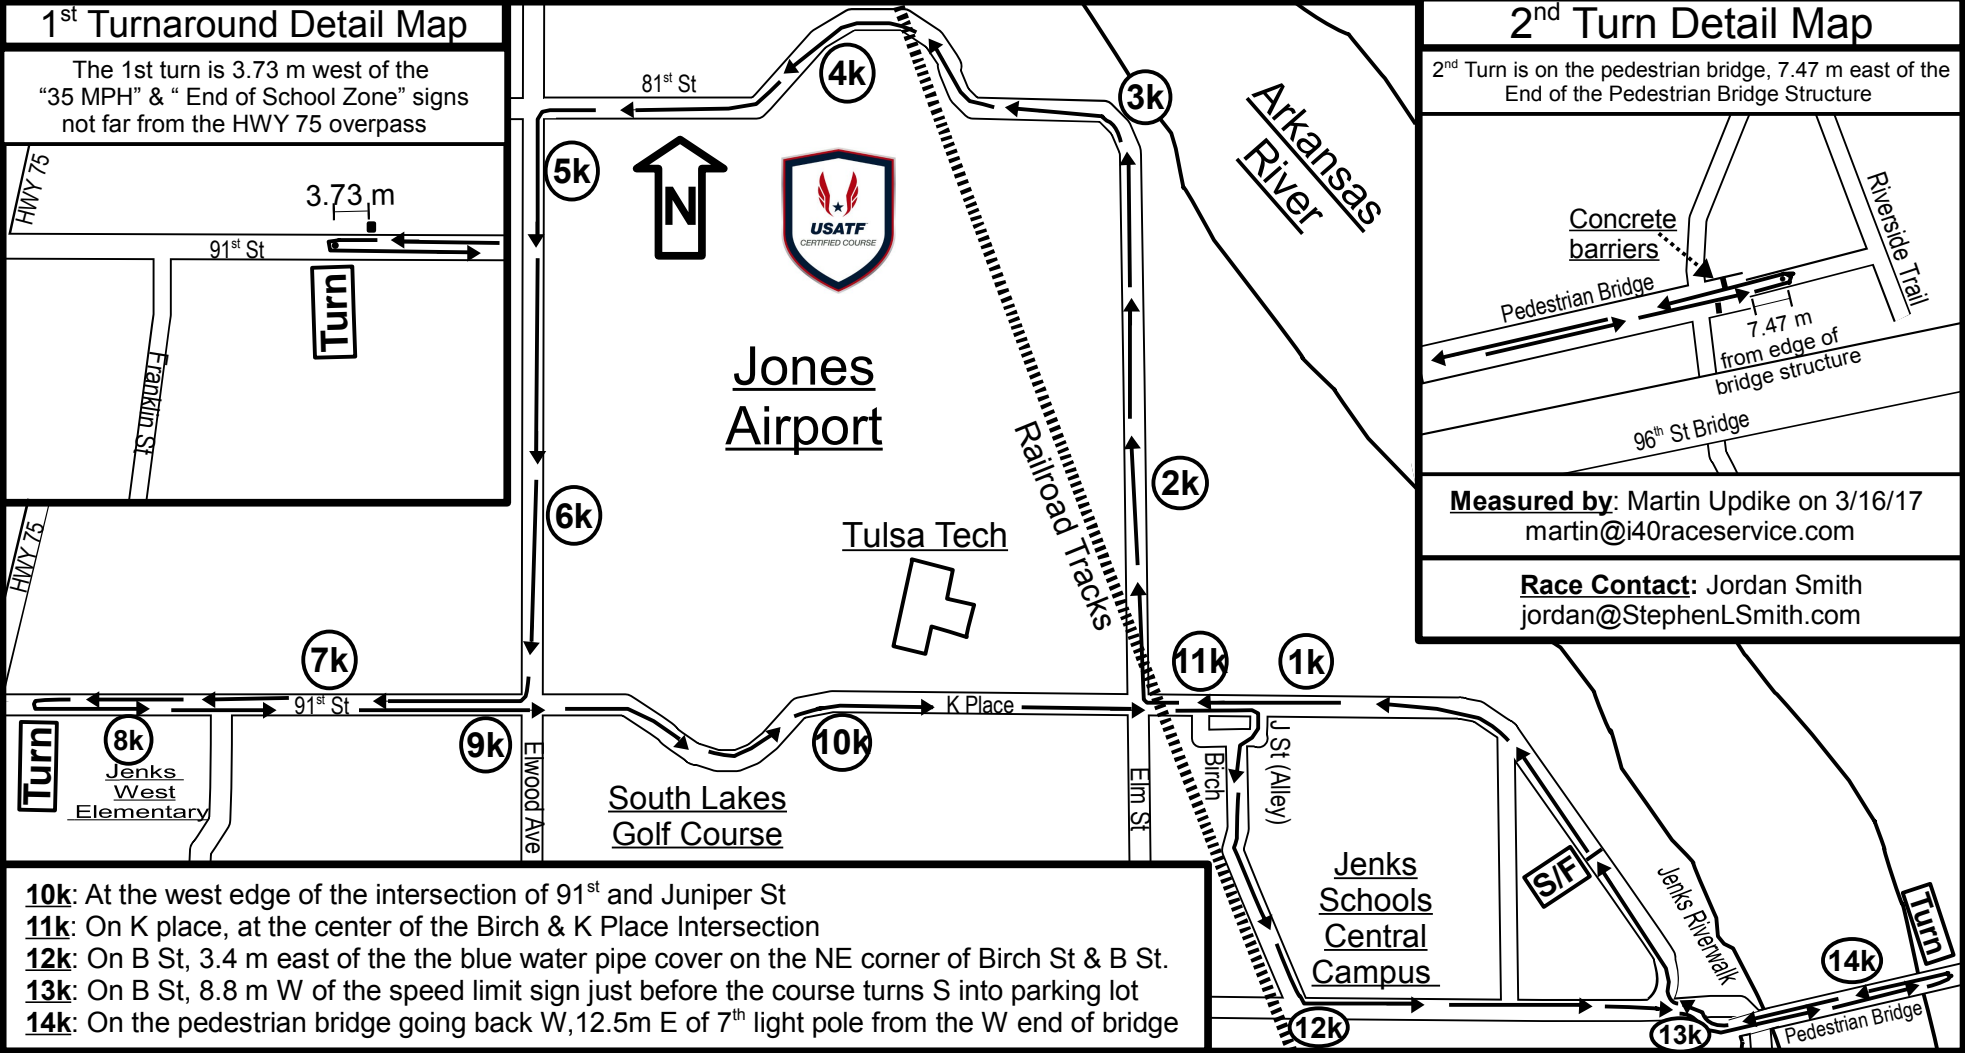 1st Turnaround Detail Map
The 1st turn is 3.73 m west of the
“35 MPH” & “ End of School Zone” signs
not far from the HWY 75 overpass
HWY 75
3.73 m
91st St
Turn
Franklin St
HWY 75
81st St
4k
3k
5k
N
USATF
CERTIFIED COURSE
Arkansas
River
Jones
Airport
Railroad Tracks
2k
6k
Tulsa Tech
7k
11k
1k
91st St
K Place
Turn
8k
9k
10k
Jenks
West
Elementary
Elwood Ave
South Lakes
Golf Course
Elm St
Birch
J St (Alley)
Jenks
Schools
Central
Campus
S/F
Jenks Riverwalk
Turn
14k
12k
13k
Pedestrian Bridge
2nd Turn Detail Map
2nd Turn is on the pedestrian bridge, 7.47 m east of the
End of the Pedestrian Bridge Structure
Concrete
barriers
Riverside Trail
Pedestrian Bridge
7.47 m
from edge of
bridge structure
96th St Bridge
Measured by: Martin Updike on 3/16/17
martin@i40raceservice.com
Race Contact: Jordan Smith
jordan@StephenLSmith.com
10k: At the west edge of the intersection of 91st and Juniper St
11k: On K place, at the center of the Birch & K Place Intersection
12k: On B St, 3.4 m east of the the blue water pipe cover on the NE corner of Birch St & B St.
13k: On B St, 8.8 m W of the speed limit sign just before the course turns S into parking lot
14k: On the pedestrian bridge going back W,12.5m E of 7th light pole from the W end of bridge